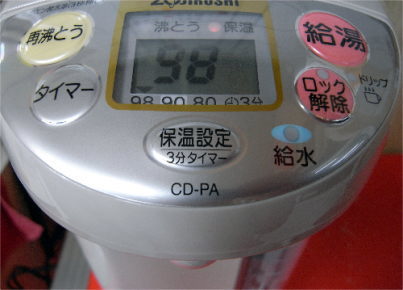 ZOJIRUSHI
再沸とう
沸とう 保温
給湯
98
タイマー
98 90 80 3分
ロック
解除
ドリップ
保温設定
3分タイマー
給水
CD-PA